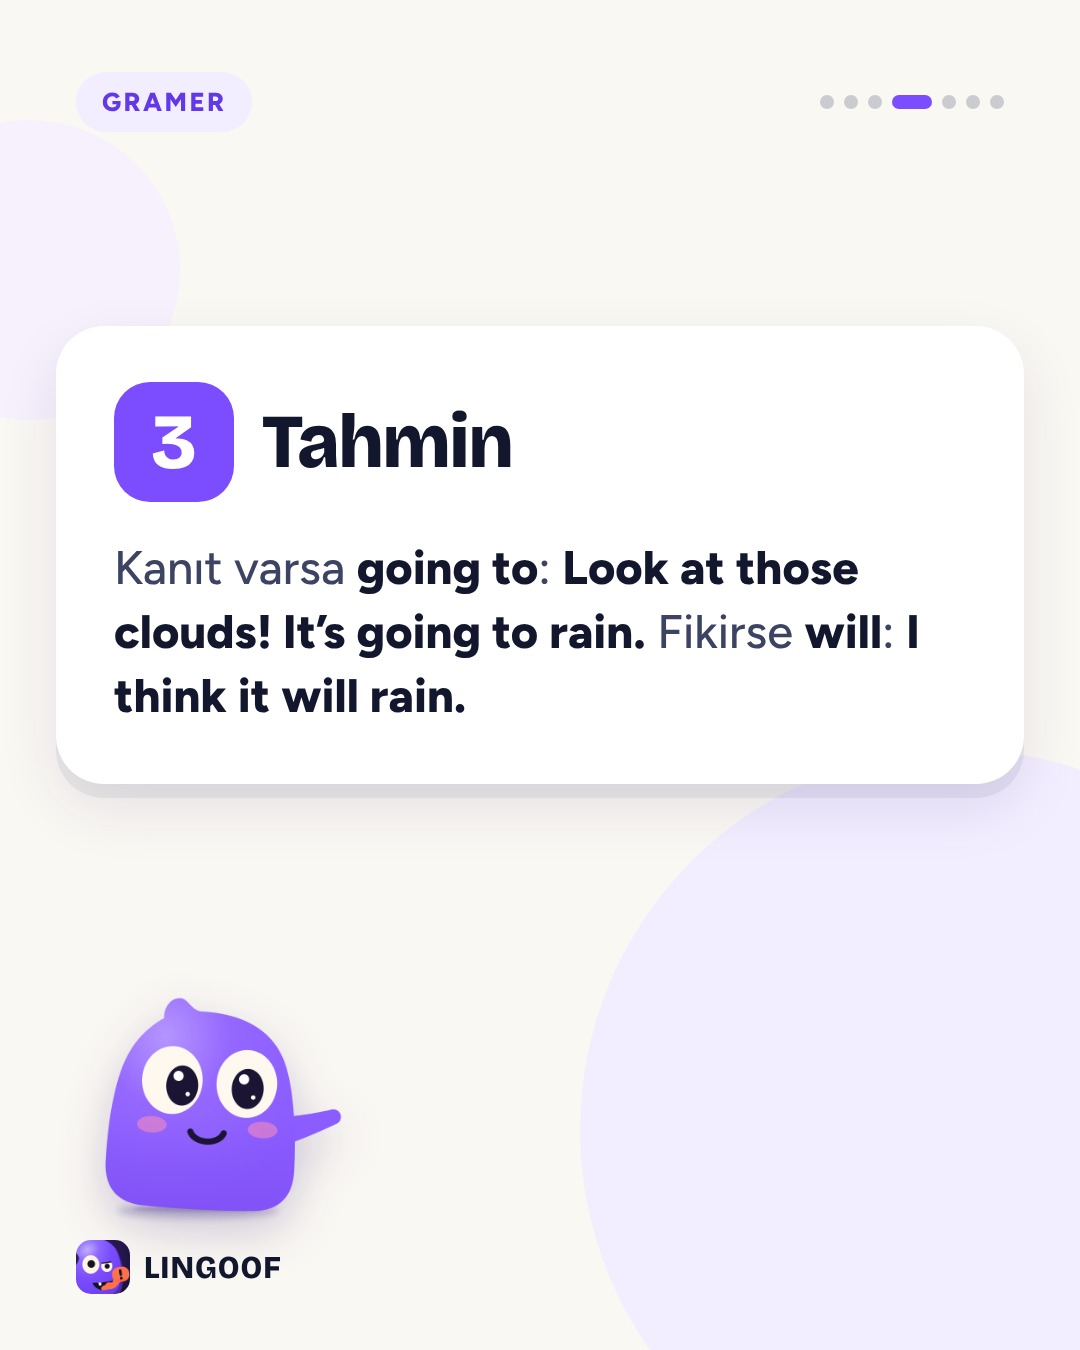 GRAMER
3
Tahmin
Kanıt varsa going to: Look at those
clouds! It’s going to rain. Fikirse will: I
think it will rain.
LINGOOF